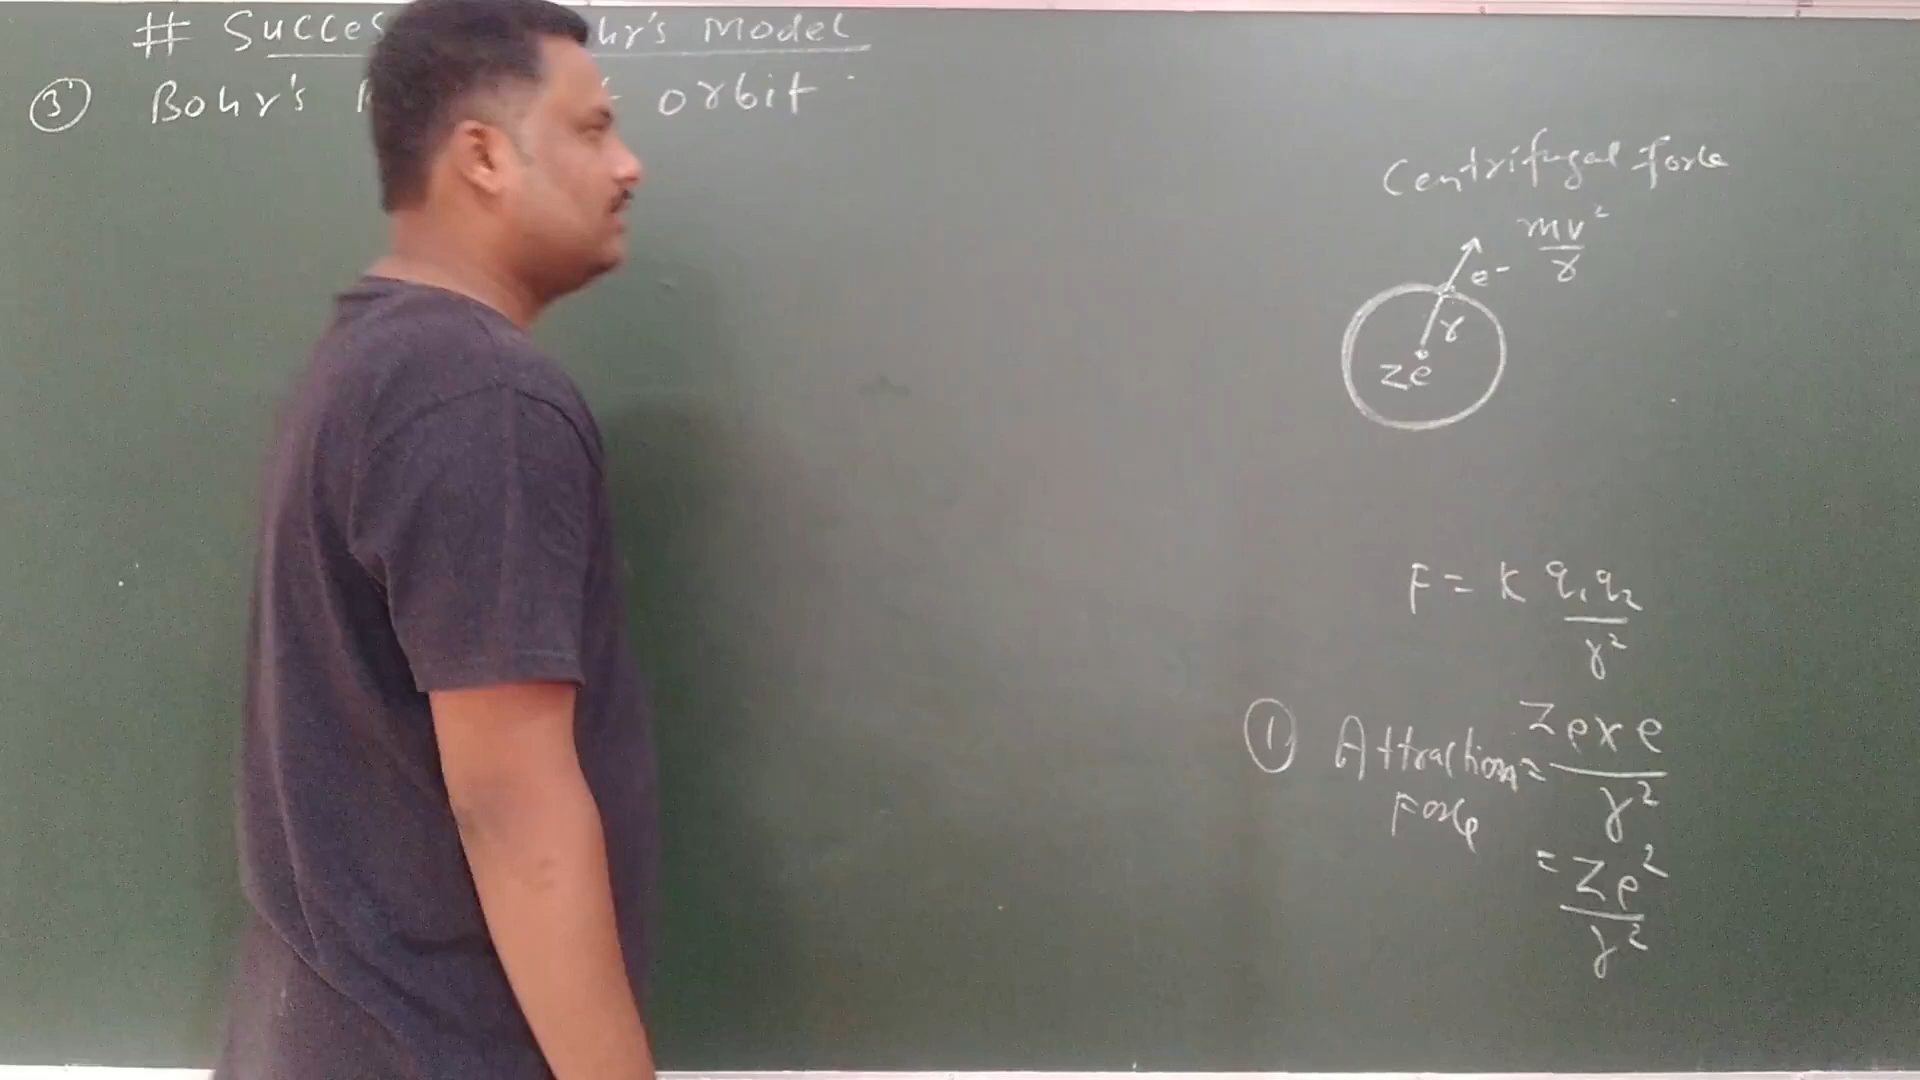 # Succes hr's Model
③ Bohr's orbit
Centrifugal force
mv²
r
e-
r
Ze
F = K q₁q₂
r²
① Attraction = Ze×e
Force r²
= Ze²
r²